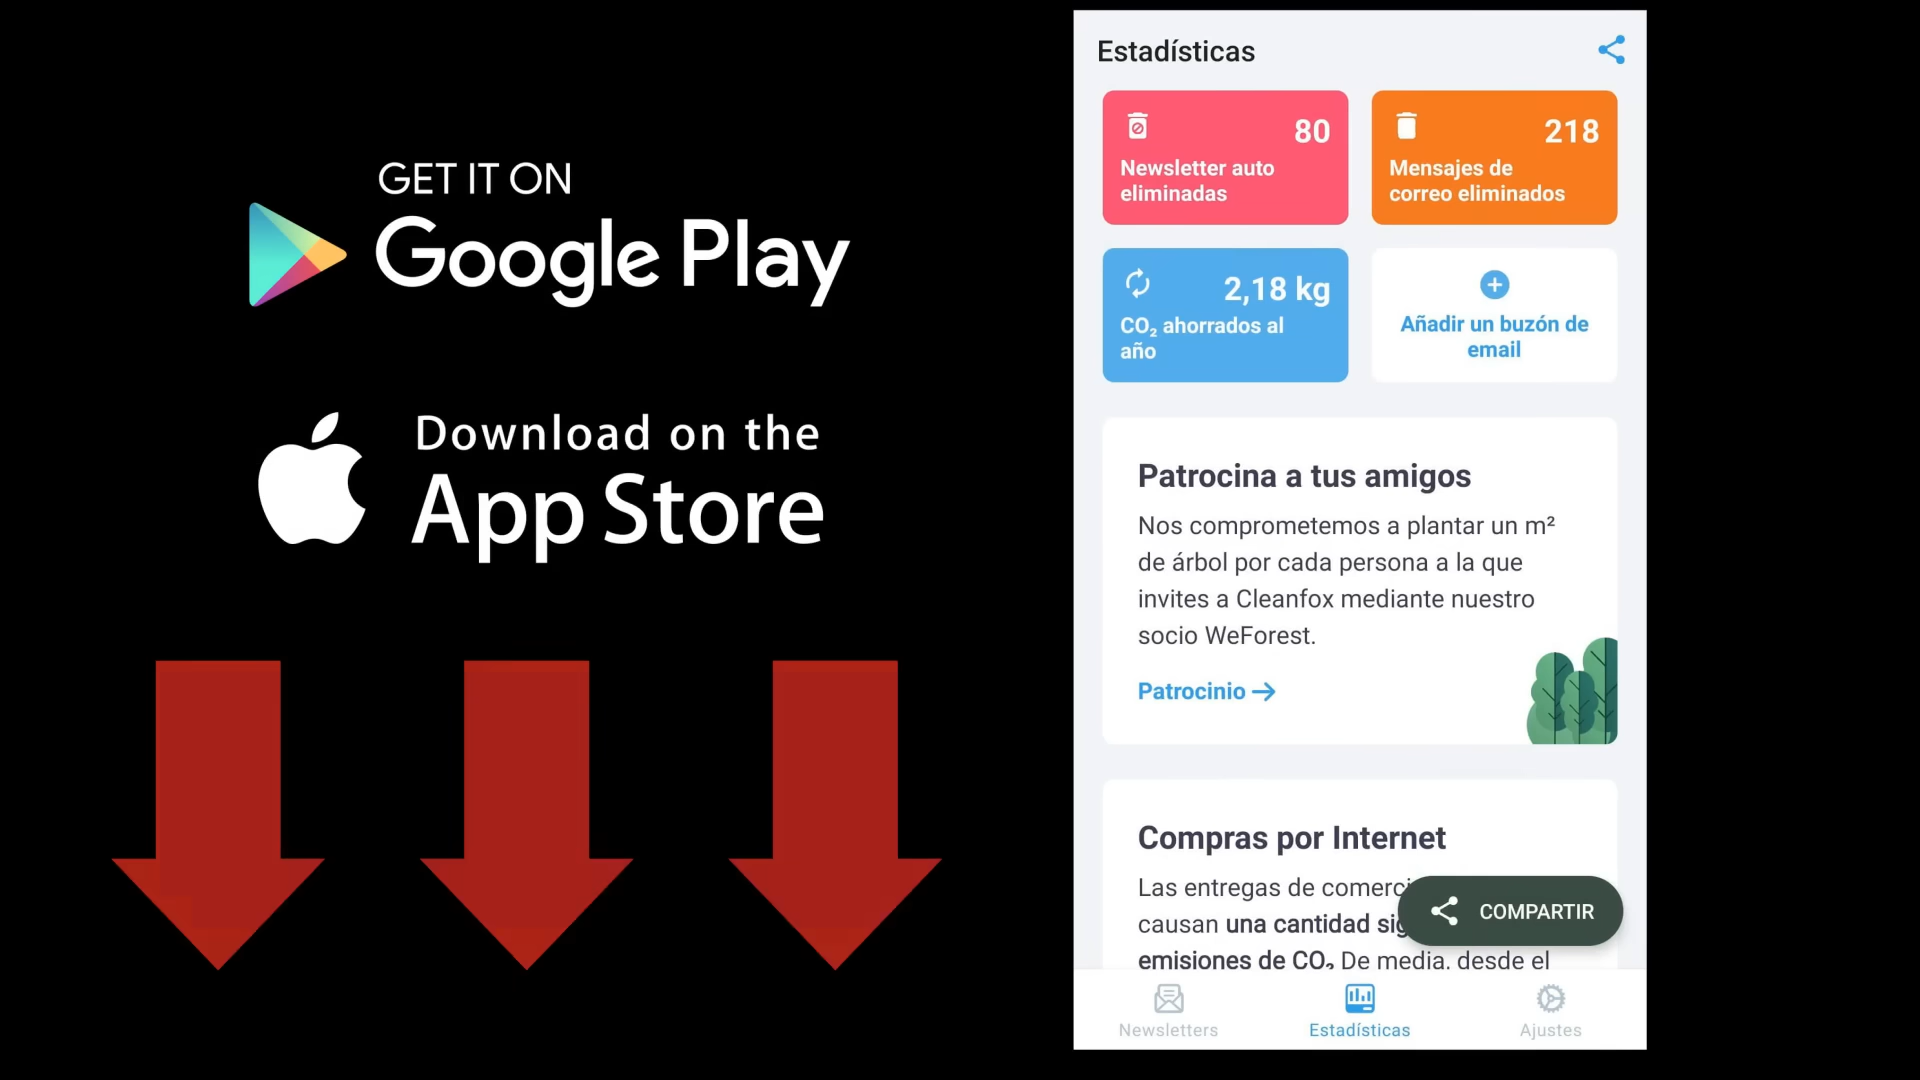 GET IT ON
Google Play
Download on the
App Store
Estadísticas
80
Newsletter auto
eliminadas
218
Mensajes de
correo eliminados
2,18 kg
CO₂ ahorrados al
año
Añadir un buzón de
email
Patrocina a tus amigos
Nos comprometemos a plantar un m²
de árbol por cada persona a la que
invites a Cleanfox mediante nuestro
socio WeForest.
Patrocinio
Compras por Internet
Las entregas de
causan una cantidad
emisiones de CO₂ De media, desde el
COMPARTIR
Newsletters
Estadísticas
Ajustes